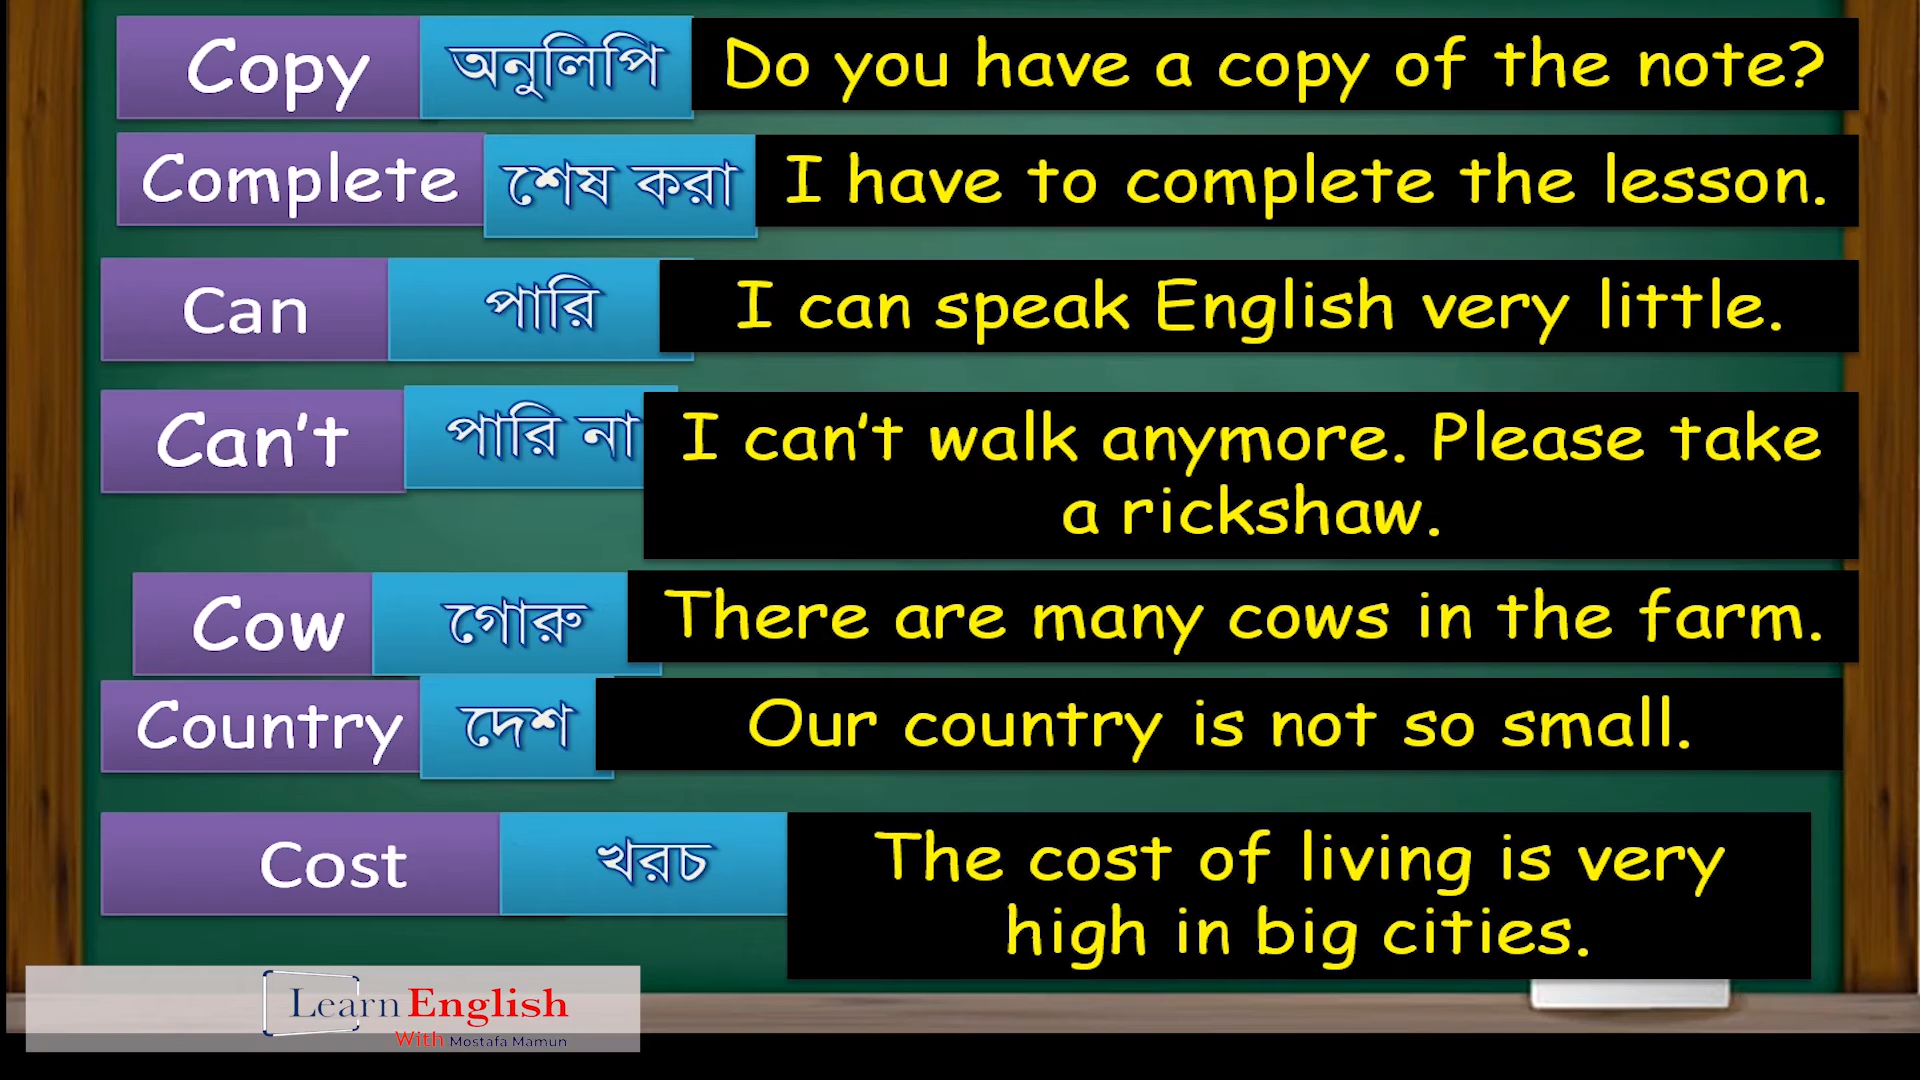 Copy অনুলিপি Do you have a copy of the note?
Complete শেষ করা I have to complete the lesson.
Can পারি I can speak English very little.
Can't পারি না I can't walk anymore. Please take
a rickshaw.
Cow গোরু There are many cows in the farm.
Country দেশ Our country is not so small.
Cost খরচ The cost of living is very
high in big cities.
Learn English
With Mostafa Mamun